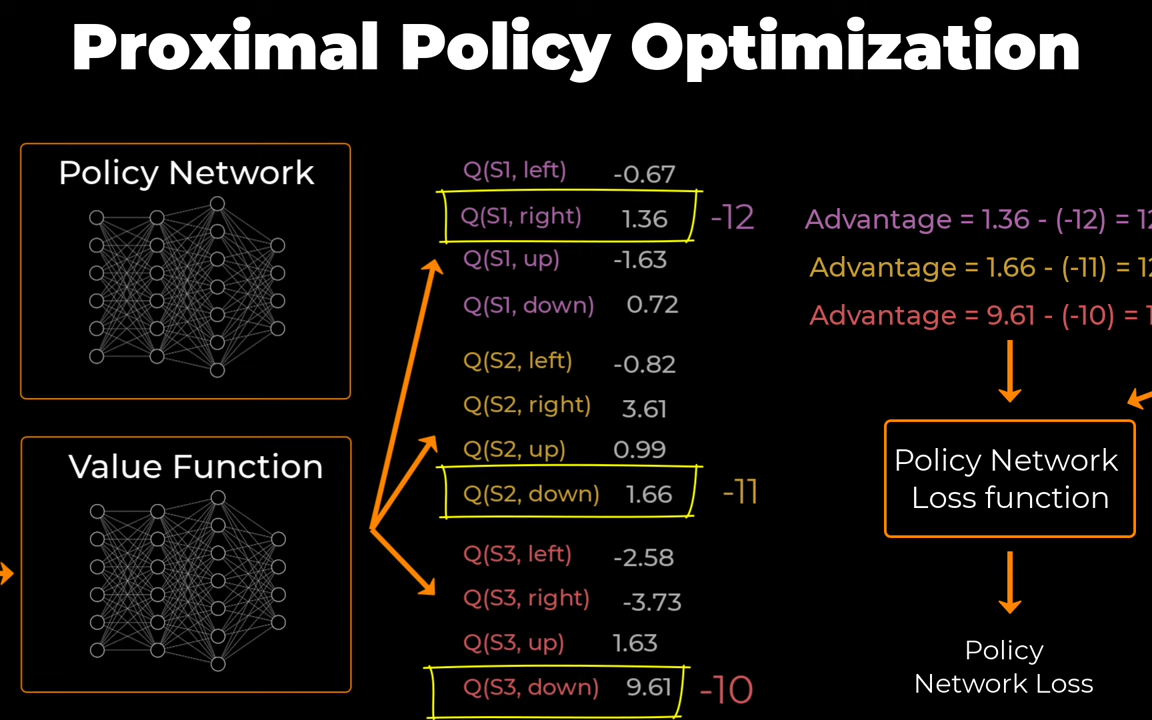 Proximal Policy Optimization
Policy Network
Value Function
Q(S1, left) -0.67
Q(S1, right) 1.36 -12
Q(S1, up) -1.63
Q(S1, down) 0.72
Q(S2, left) -0.82
Q(S2, right) 3.61
Q(S2, up) 0.99
Q(S2, down) 1.66 -11
Q(S3, left) -2.58
Q(S3, right) -3.73
Q(S3, up) 1.63
Q(S3, down) 9.61 -10
Advantage = 1.36 - (-12) = 12
Advantage = 1.66 - (-11) = 12
Advantage = 9.61 - (-10) = 1
Policy Network
Loss function
Policy
Network Loss